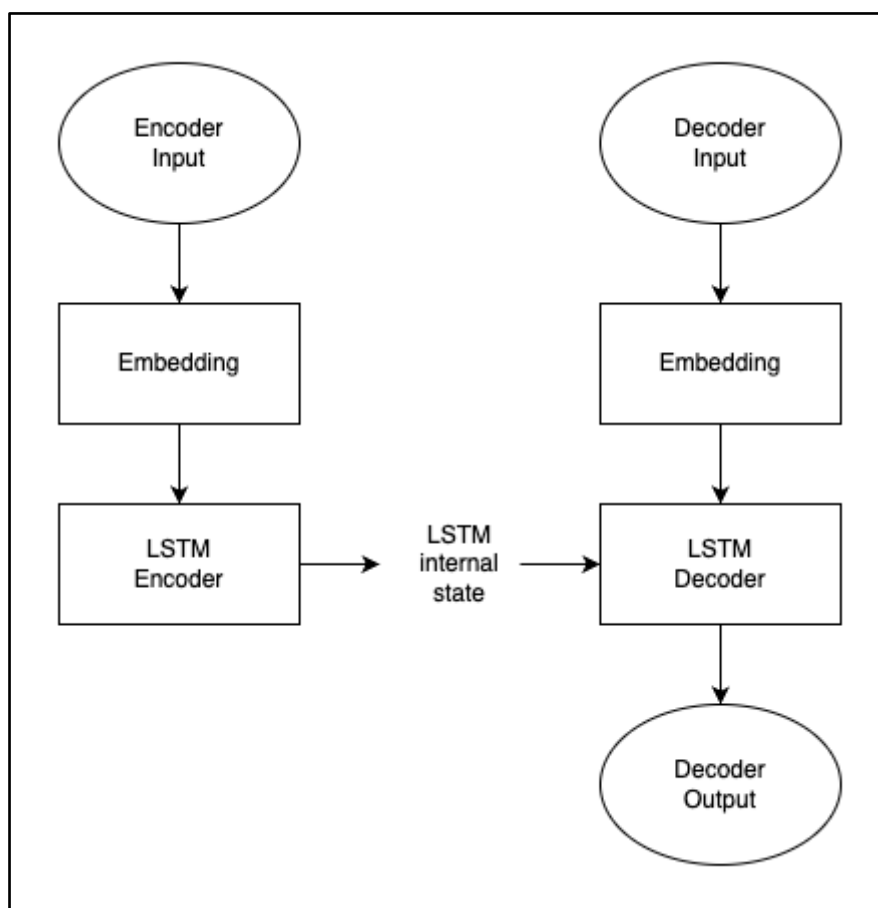 Encoder
Input
Decoder
Input
Embedding
Embedding
LSTM
Encoder
LSTM
internal
state
LSTM
Decoder
Decoder
Output